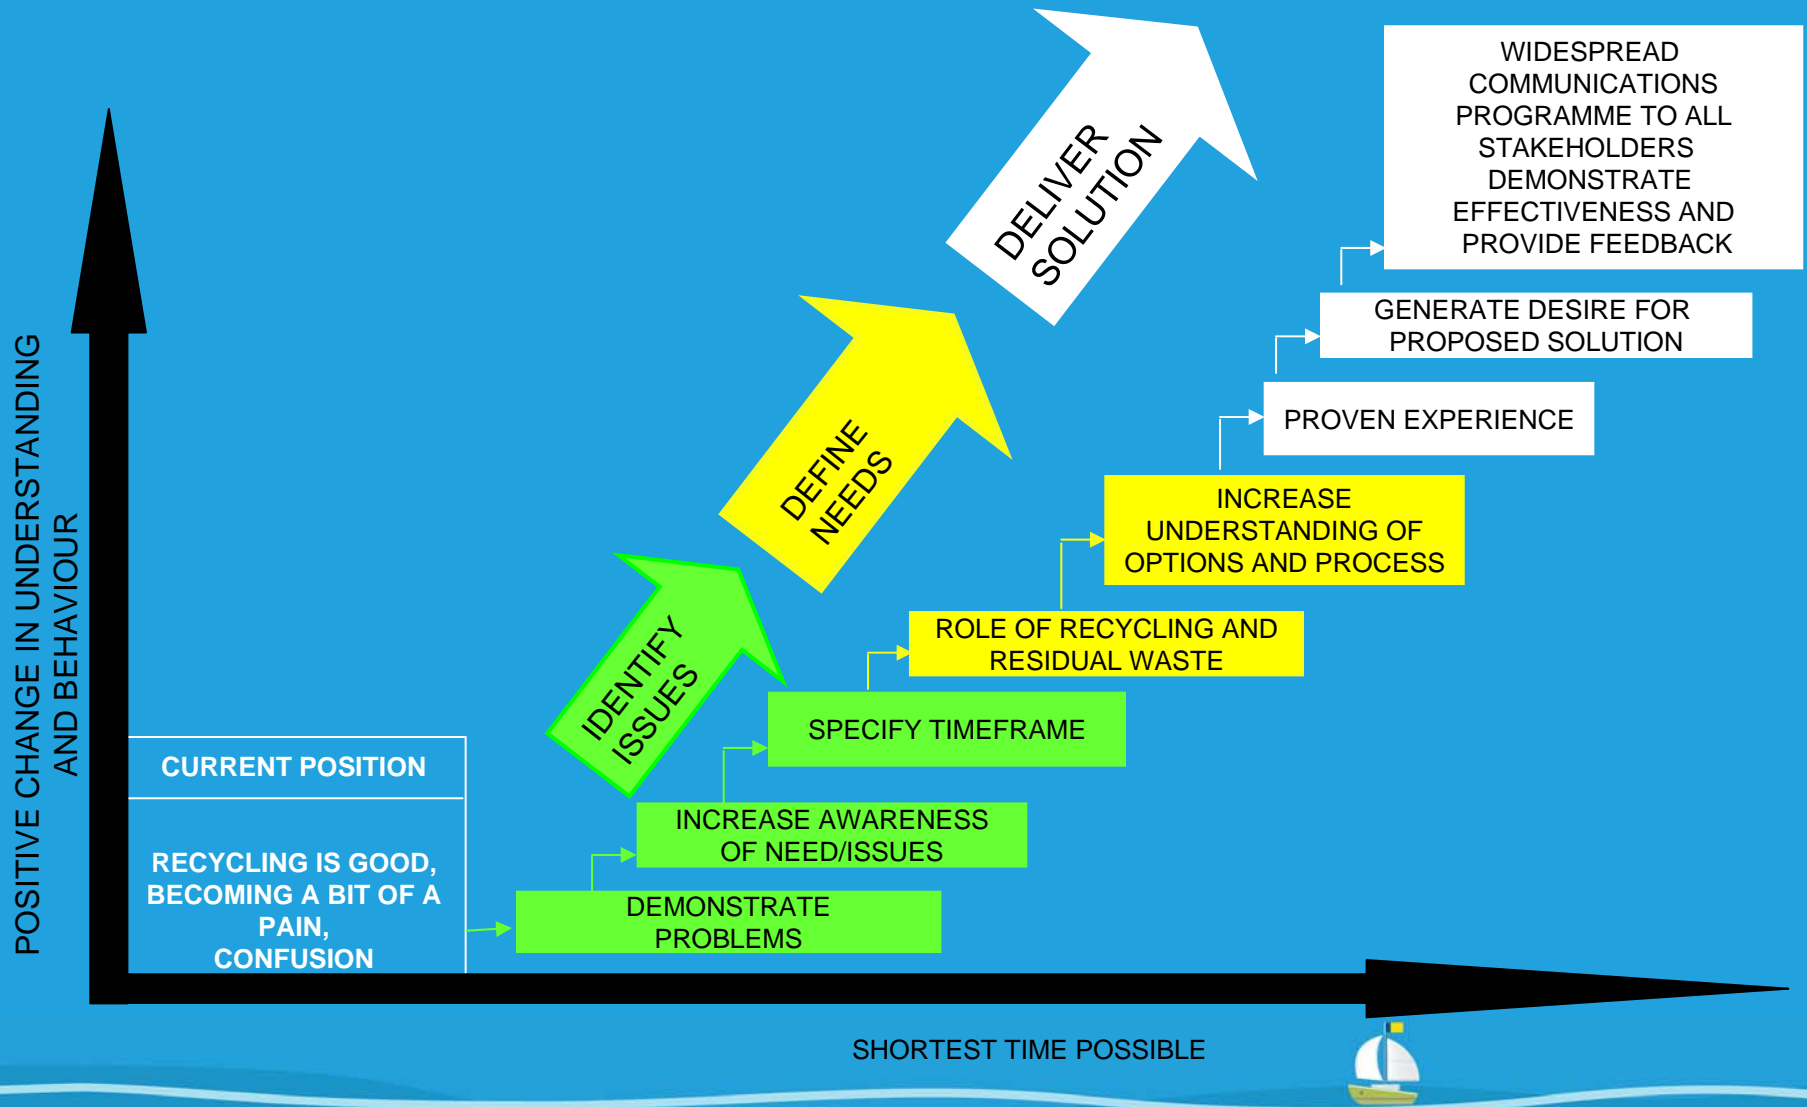 POSITIVE CHANGE IN UNDERSTANDING
AND BEHAVIOUR
CURRENT POSITION
RECYCLING IS GOOD,
BECOMING A BIT OF A
PAIN,
CONFUSION
IDENTIFY
ISSUES
DEFINE
NEEDS
DELIVER
SOLUTION
DEMONSTRATE
PROBLEMS
INCREASE AWARENESS
OF NEED/ISSUES
SPECIFY TIMEFRAME
ROLE OF RECYCLING AND
RESIDUAL WASTE
INCREASE
UNDERSTANDING OF
OPTIONS AND PROCESS
PROVEN EXPERIENCE
GENERATE DESIRE FOR
PROPOSED SOLUTION
WIDESPREAD
COMMUNICATIONS
PROGRAMME TO ALL
STAKEHOLDERS
DEMONSTRATE
EFFECTIVENESS AND
PROVIDE FEEDBACK
SHORTEST TIME POSSIBLE